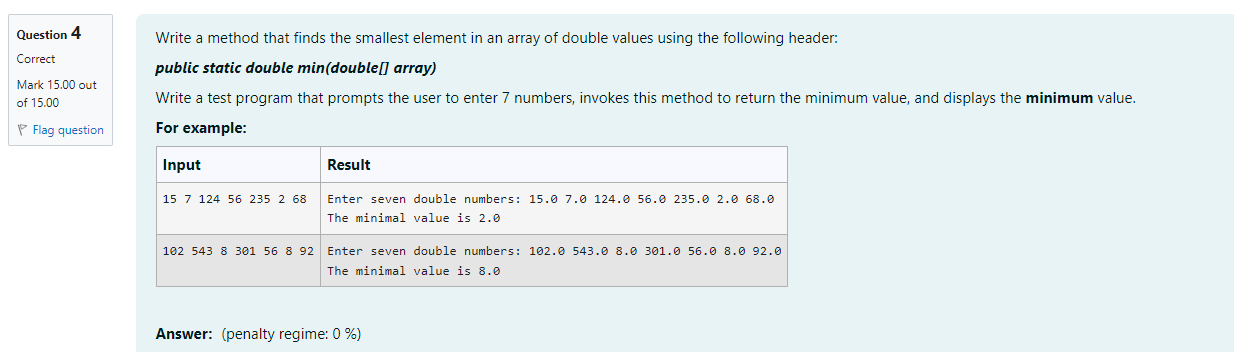 Question 4
Correct
Mark 15.00 out
of 15.00
Flag question
Write a method that finds the smallest element in an array of double values using the following header:
public static double min(double[] array)
Write a test program that prompts the user to enter 7 numbers, invokes this method to return the minimum value, and displays the minimum value.
For example:
Input Result
15 7 124 56 235 2 68 Enter seven double numbers: 15.0 7.0 124.0 56.0 235.0 2.0 68.0
The minimal value is 2.0
102 543 8 301 56 8 92 Enter seven double numbers: 102.0 543.0 8.0 301.0 56.0 8.0 92.0
The minimal value is 8.0
Answer: (penalty regime: 0 %)